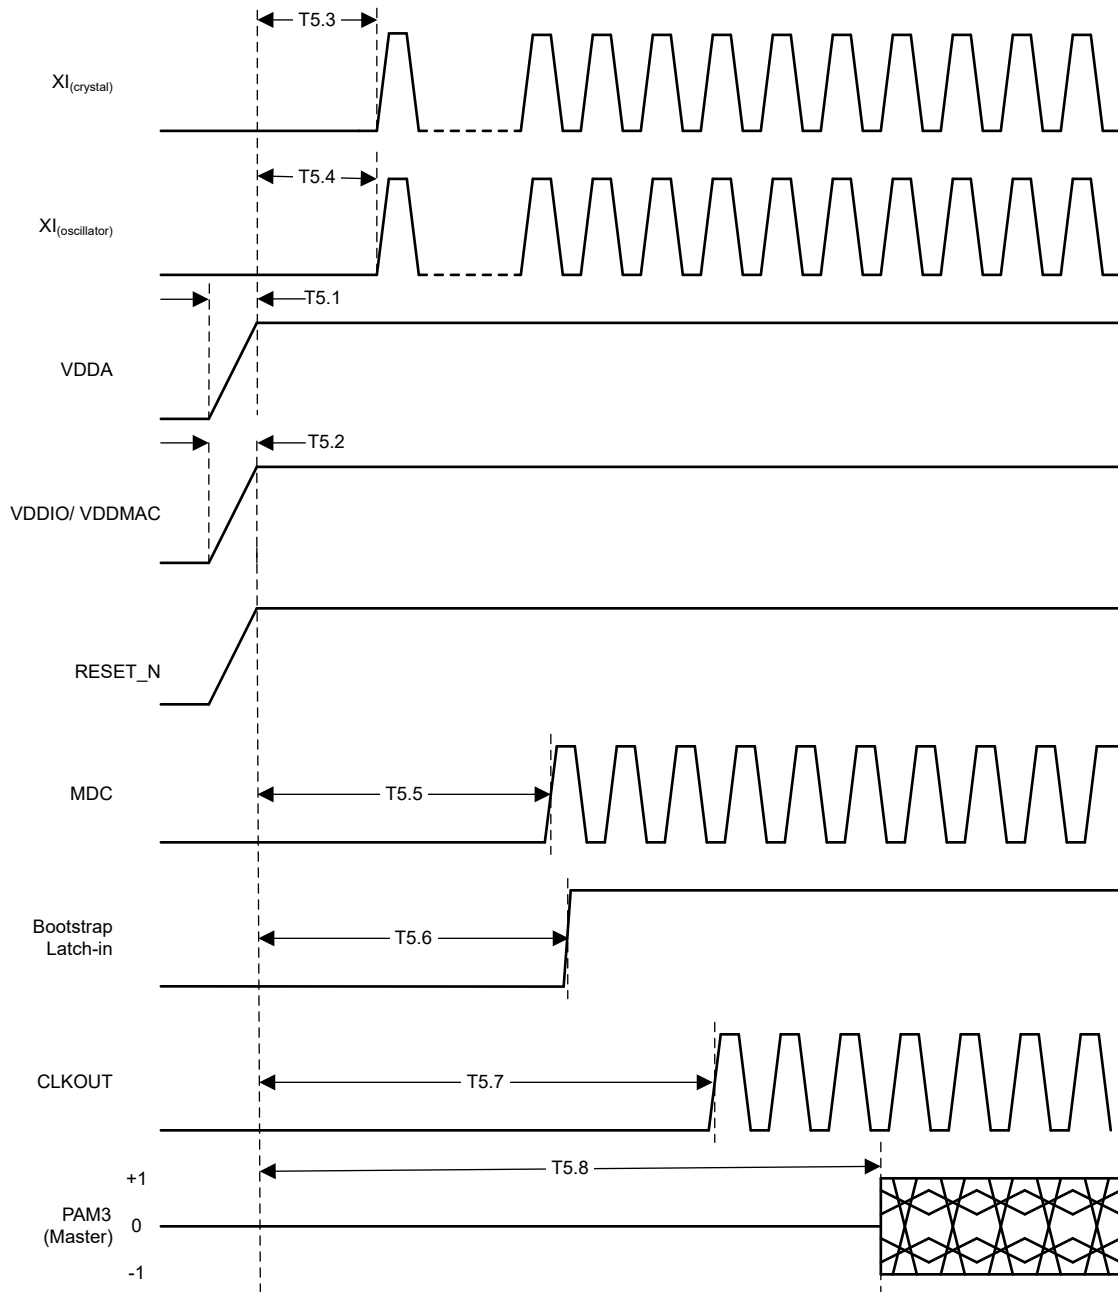 T5.3
XI(crystal)
T5.4
XI(oscillator)
T5.1
VDDA
T5.2
VDDIO/ VDDMAC
RESET_N
MDC
T5.5
Bootstrap
Latch-in
T5.6
CLKOUT
T5.7
T5.8
+1
PAM3
0
(Master)
-1